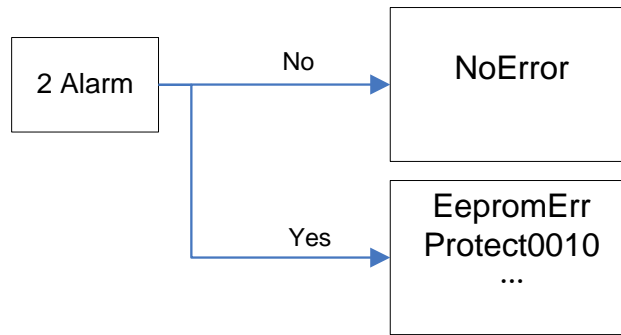 2 Alarm
No
NoError
Yes
EepromErr
Protect0010
...